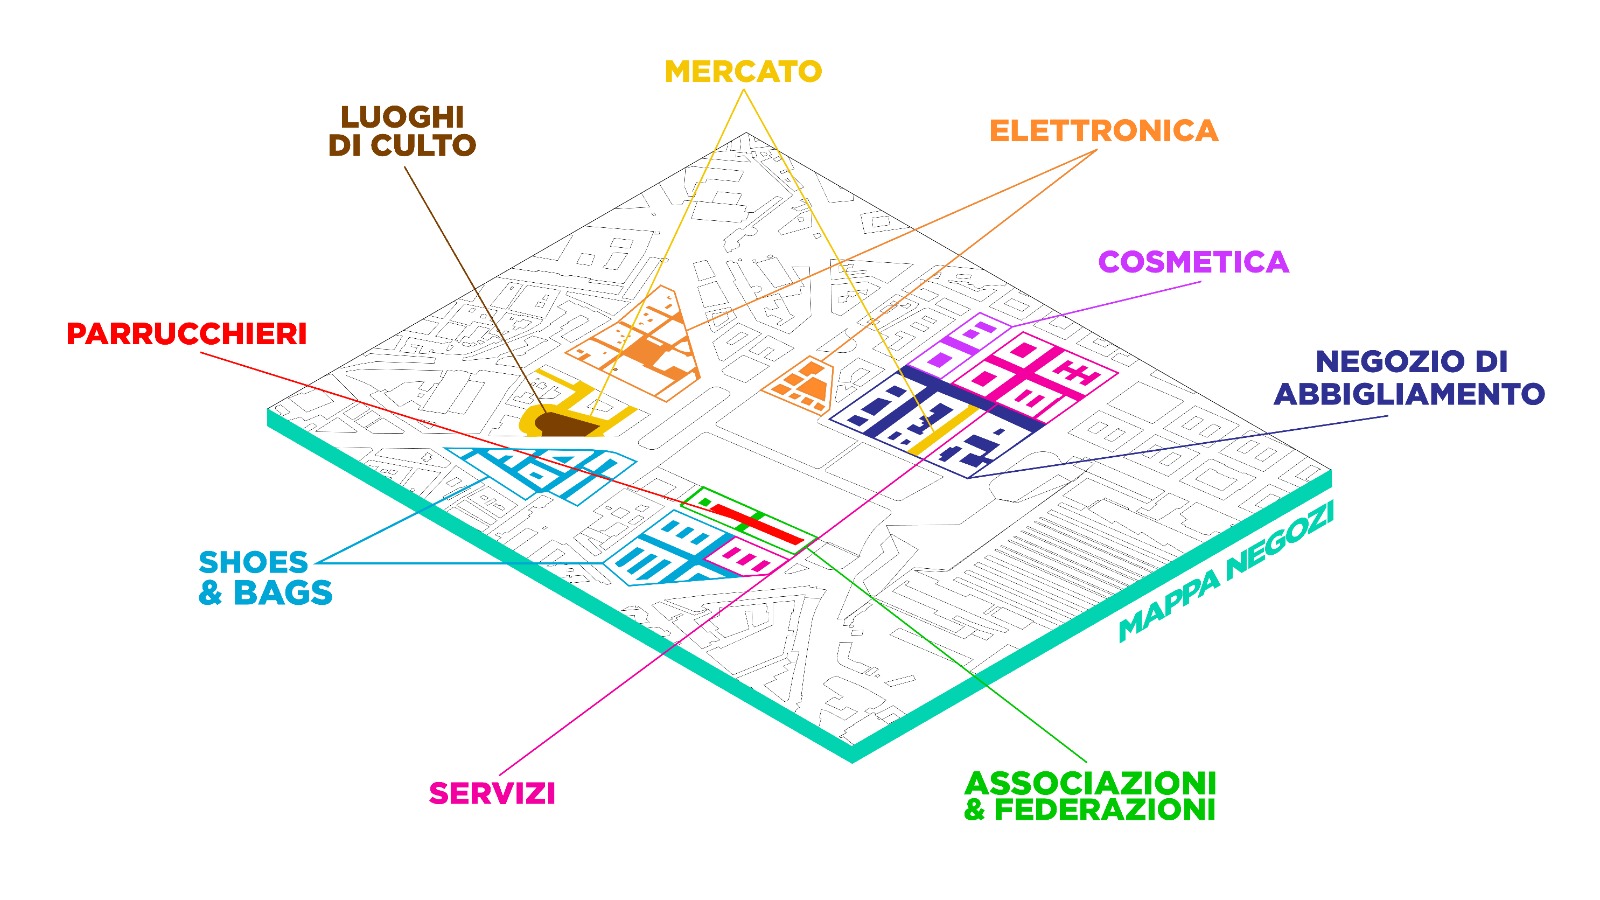 MERCATO
LUOGHI
DI CULTO
ELETTRONICA
COSMETICA
PARRUCCHIERI
NEGOZIO DI
ABBIGLIAMENTO
SHOES
& BAGS
MAPPA NEGOZI
SERVIZI
ASSOCIAZIONI
& FEDERAZIONI